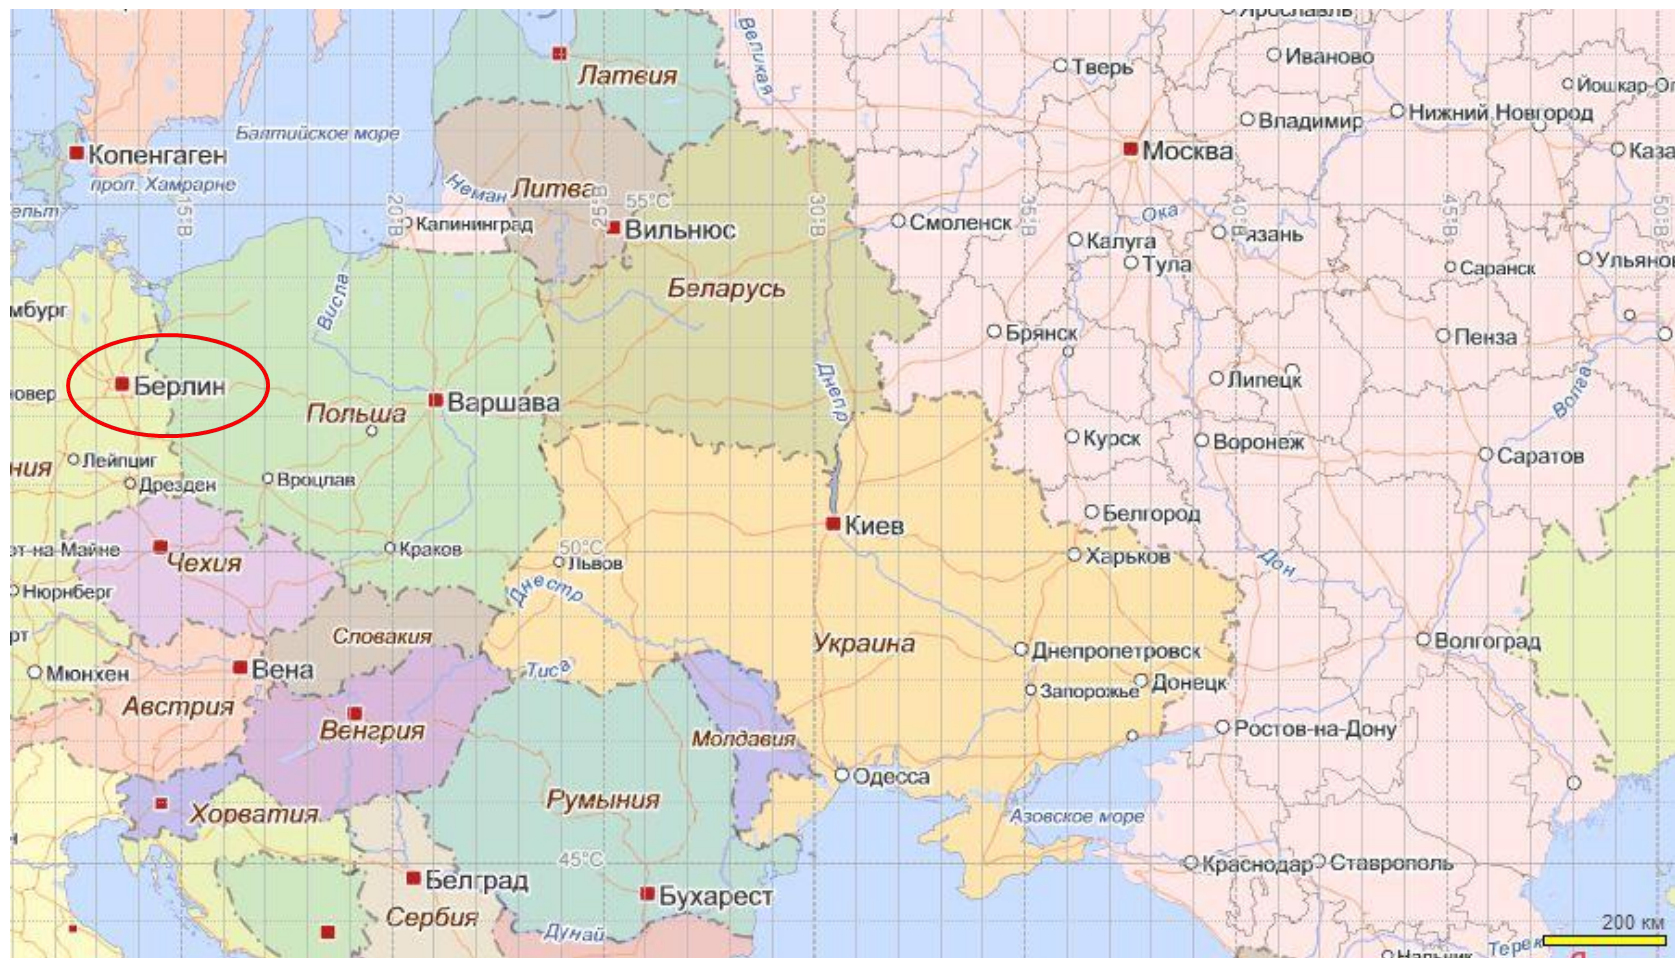 Ярославль
Великая
Иваново
Тверь
Латвия
Йошкар-Ол
Нижний Новгород
Владимир
Балтийское море
Москва
Каза
Копенгаген
прол. Хамрарне
Неман
Литва
55°С
15°В
20°В
25°В
30°В
35°В
40°В
45°В
50°В
ельт
Калининград
Вильнюс
Смоленск
Ока
Калуга
Рязань
Тула
Саранск
Ульянов
Беларусь
Висла
мбург
Брянск
Пенза
Берлин
новер
Польша
Варшава
Днепр
Липецк
Волга
Курск
Воронеж
Саратов
ния
Лейпциг
Дрезден
Вроцлав
Киев
Белгород
от-на Майне
Чехия
Краков
50°С
Львов
Харьков
Дон
Нюрнберг
Днестр
рт
Словакия
Украина
Волгоград
Днепропетровск
Мюнхен
Вена
Тиса
Запорожье
Донецк
Австрия
Венгрия
Молдавия
Ростов-на-Дону
Одесса
Хорватия
Румыния
Азовское море
45°С
Краснодар
Ставрополь
Белград
Бухарест
Сербия
Дунай
200 км
Терек
Нальчик